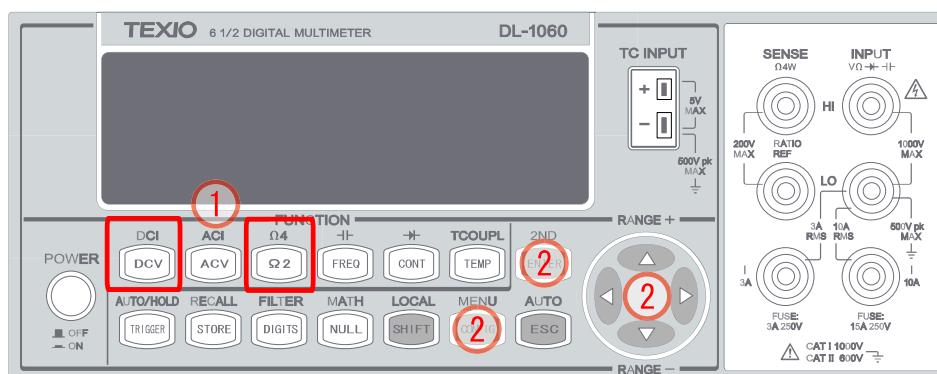 TEXIO 6 1/2 DIGITAL MULTIMETER DL-1060
TC INPUT
+
−
5V
MAX
500V pk
MAX
SENSE
Ω4W
INPUT
VΩ
HI
200V
MAX
RATIO
REF
1000V
MAX
LO
3A
RMS
10A
RMS
500V pk
MAX
3A
10A
FUSE:
3A 250V
FUSE:
15A 250V
CAT I 1000V
CAT II 600V
1
FUNCTION
RANGE +
DCI ACI Ω4 TCOUPL 2ND
POWER
DCV ACV Ω2 FREQ CONT TEMP ENTER
2
2
AUTO/HOLD RECALL FILTER MATH LOCAL MENU AUTO
TRIGGER STORE DIGITS NULL SHIFT CONFIG ESC
2
OFF
ON
RANGE −